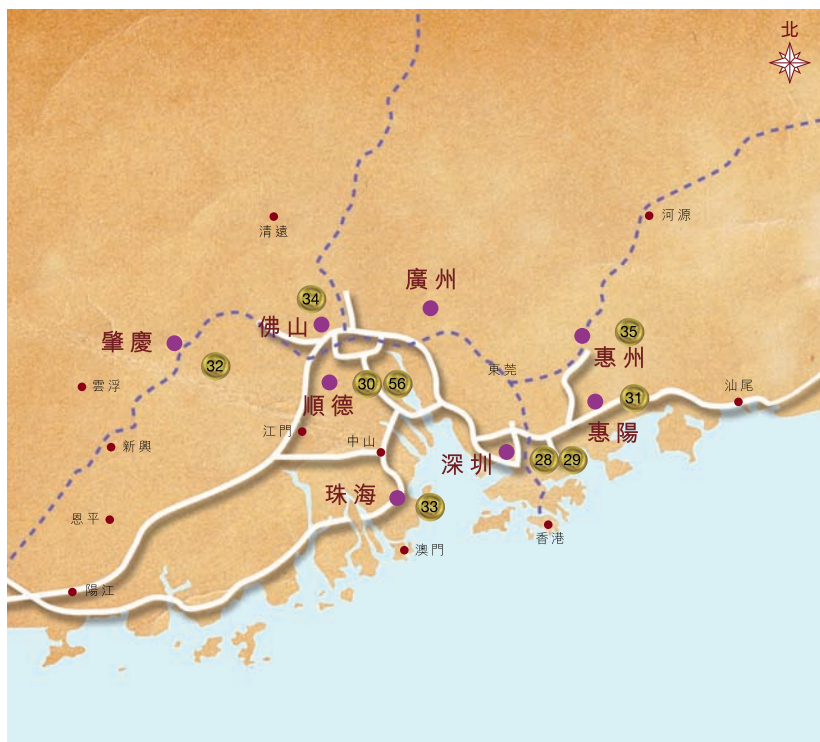 北
河源
清遠
廣州
34
佛山
35
惠州
肇慶
32
東莞
雲浮
30
56
順德
31
汕尾
惠陽
江門
中山
新興
深圳
28
29
珠海
33
恩平
香港
澳門
陽江